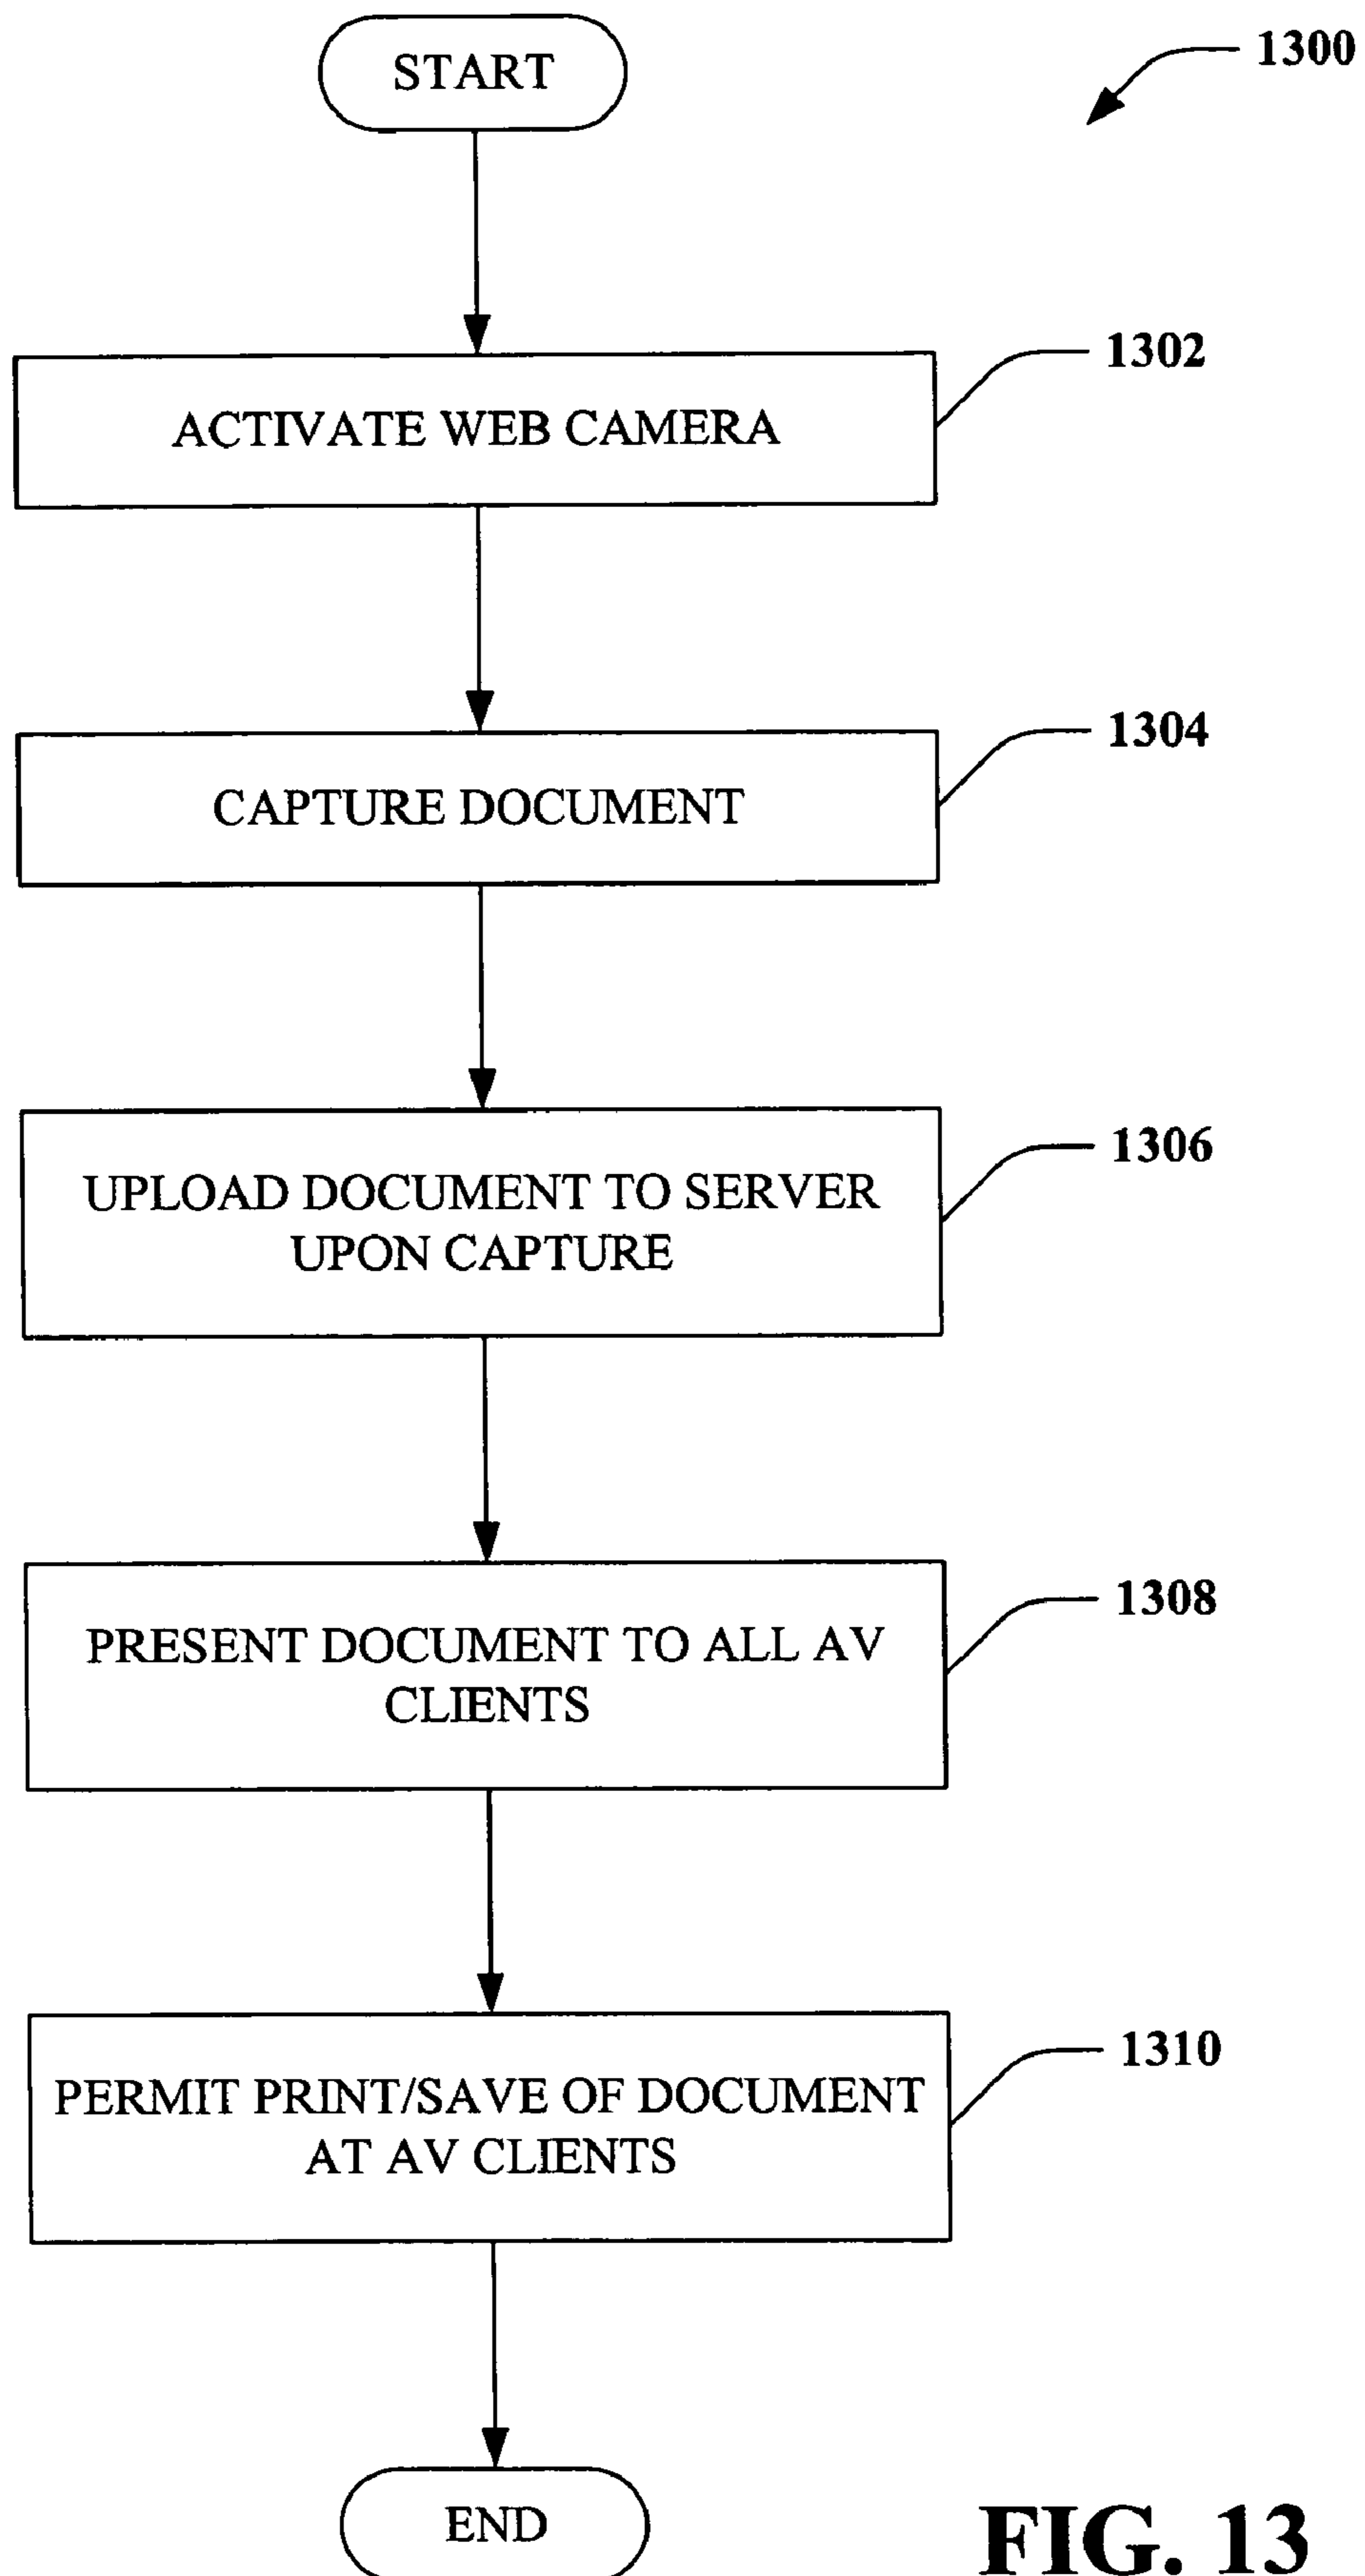 START
1300
1302
ACTIVATE WEB CAMERA
1304
CAPTURE DOCUMENT
1306
UPLOAD DOCUMENT TO SERVER
UPON CAPTURE
1308
PRESENT DOCUMENT TO ALL AV
CLIENTS
1310
PERMIT PRINT/SAVE OF DOCUMENT
AT AV CLIENTS
END
FIG. 13